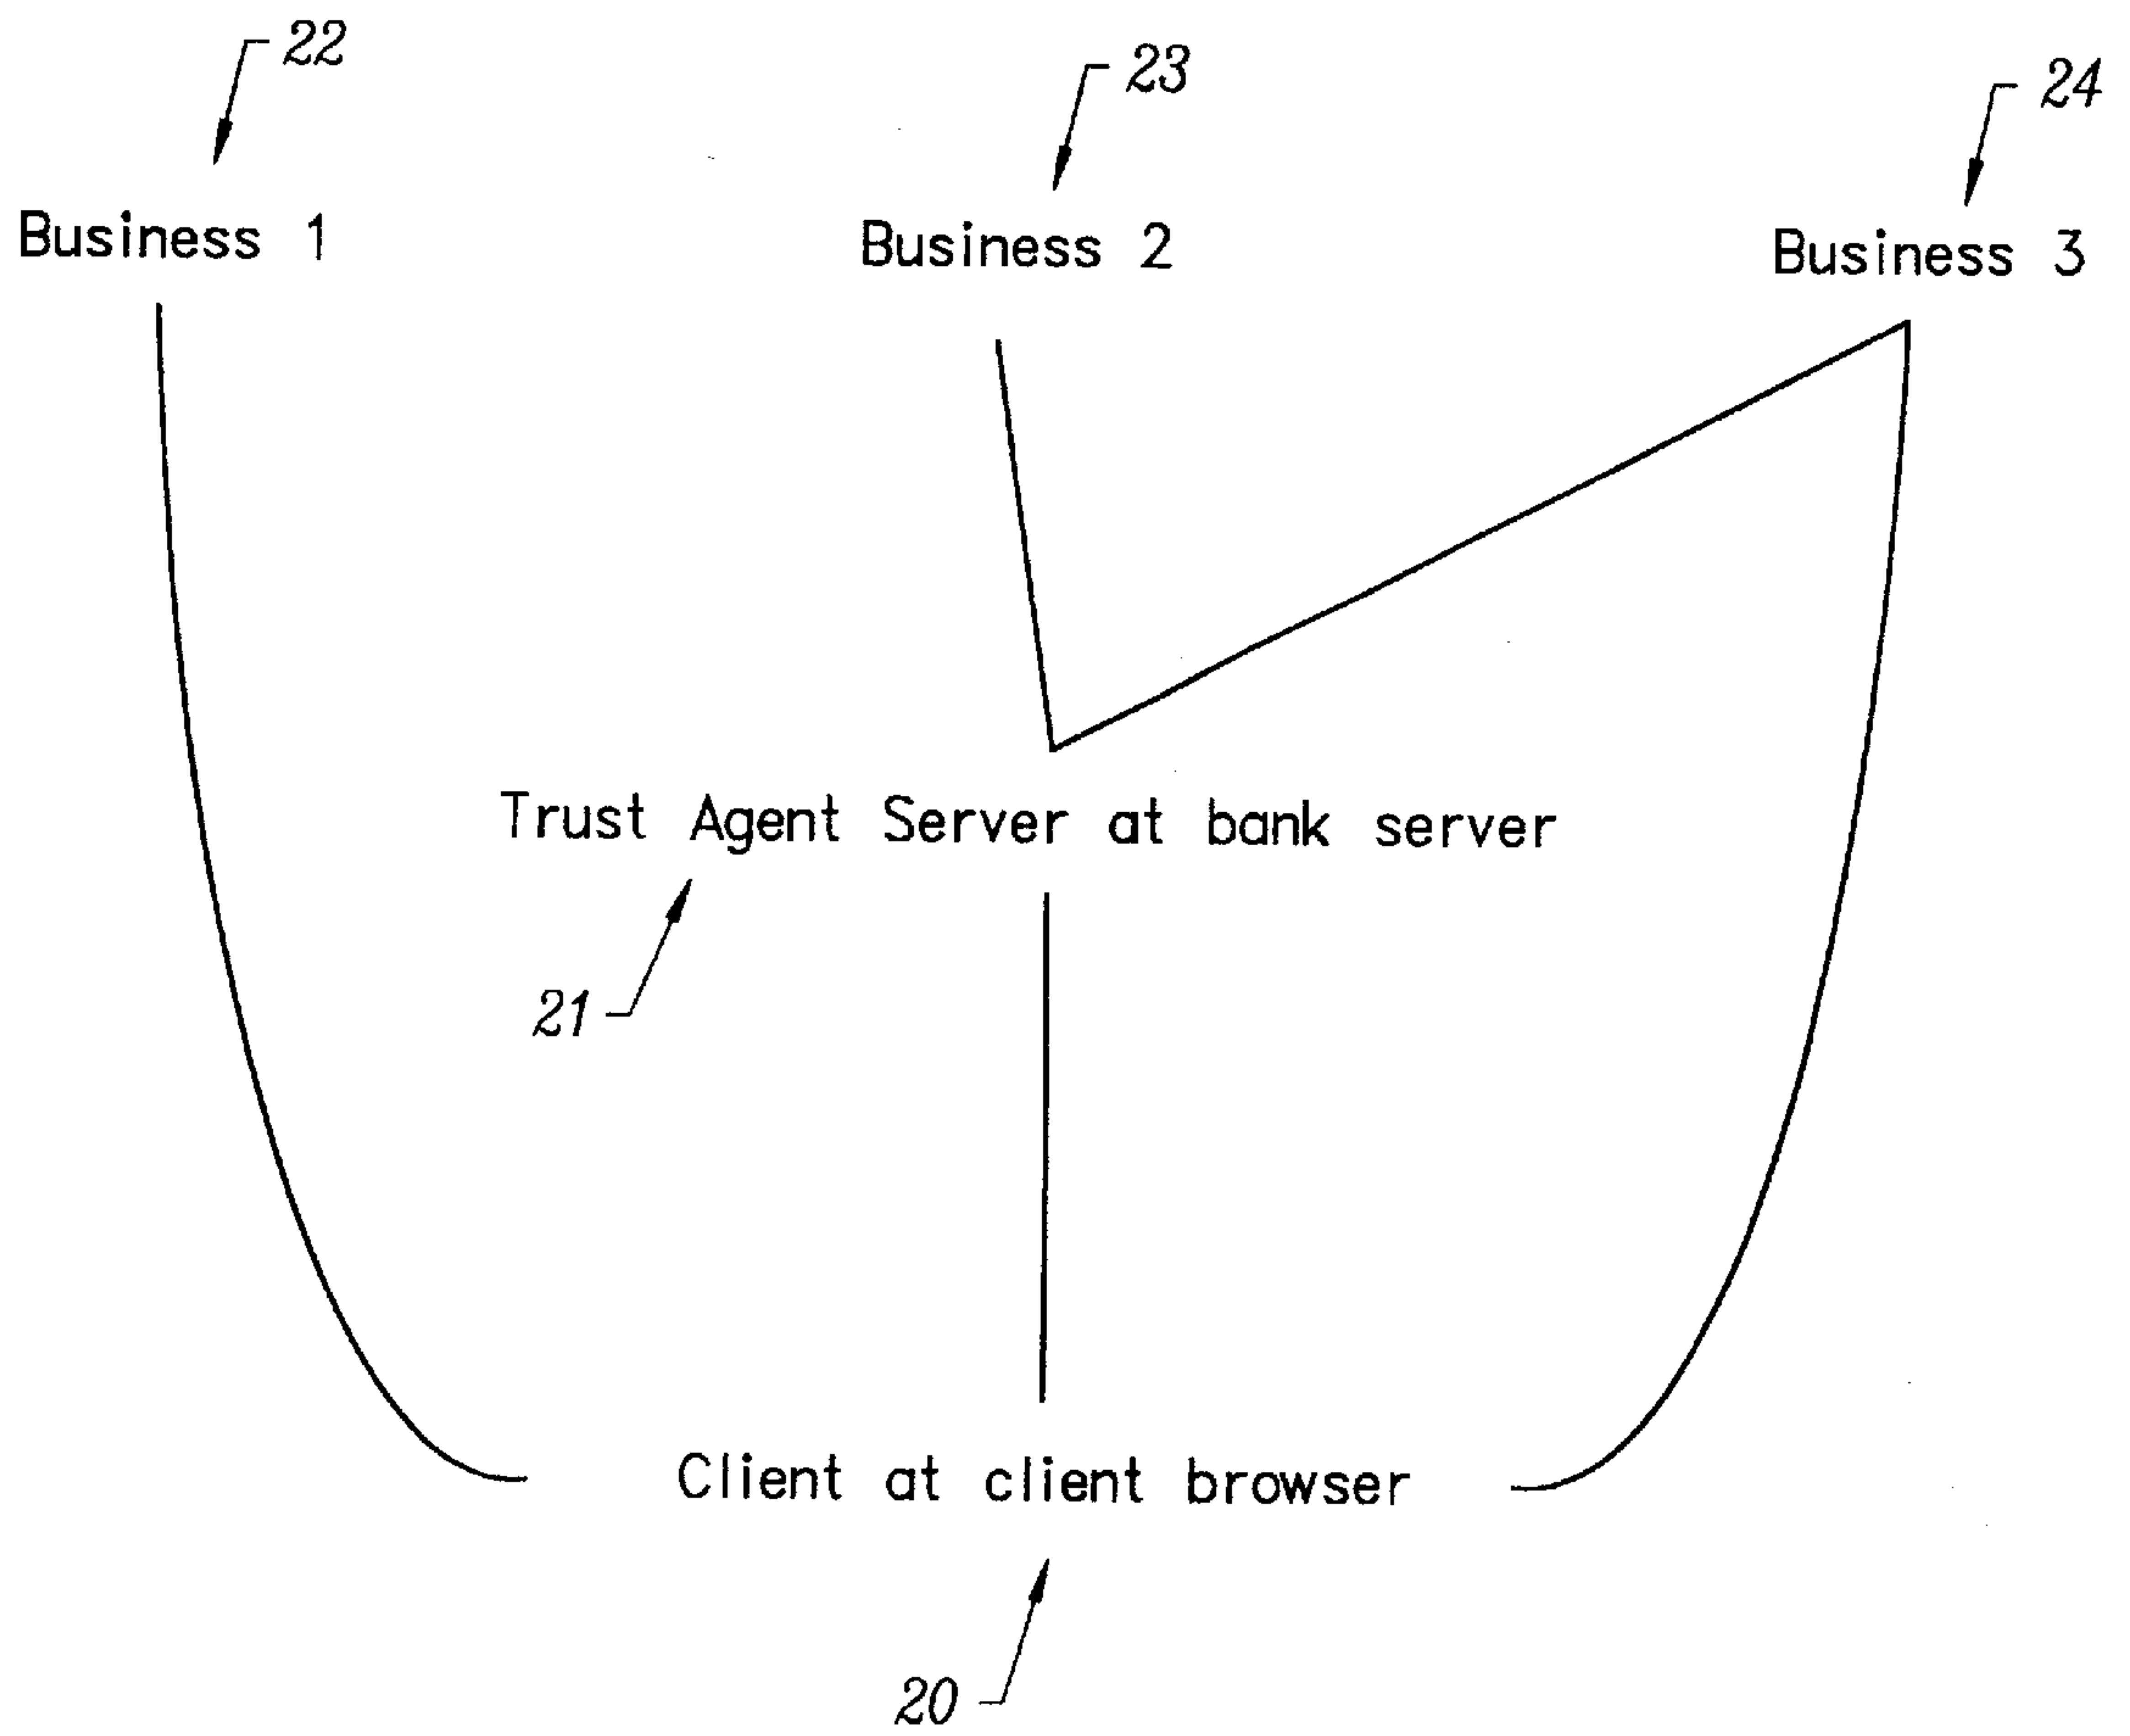 22
23
24
Business 1
Business 2
Business 3
Trust Agent Server at bank server
21
Client at client browser
20